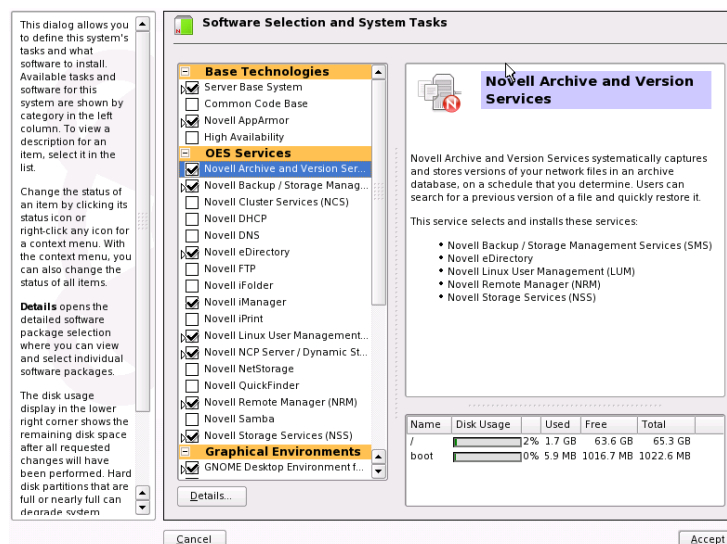 This dialog allows you
to define this system's
tasks and what
software to install.
Available tasks and
software for this
system are shown by
category in the left
column. To view a
description for an
item, select it in the
list.
Change the status of
an item by clicking its
status icon or
right-click any icon for
a context menu. With
the context menu, you
can also change the
status of all items.
Details opens the
detailed software
package selection
where you can view
and select individual
software packages.
The disk usage
display in the lower
right corner shows the
remaining disk space
after all requested
changes will have
been performed. Hard
disk partitions that are
full or nearly full can
degrade system
Software Selection and System Tasks
Base Technologies
Server Base System
Common Code Base
Novell AppArmor
High Availability
OES Services
Novell Archive and Version Ser...
Novell Backup / Storage Manag...
Novell Cluster Services (NCS)
Novell DHCP
Novell DNS
Novell eDirectory
Novell FTP
Novell iFolder
Novell iManager
Novell iPrint
Novell Linux User Management...
Novell NCP Server / Dynamic St...
Novell NetStorage
Novell QuickFinder
Novell Remote Manager (NRM)
Novell Samba
Novell Storage Services (NSS)
Graphical Environments
GNOME Desktop Environment f...
Details...
Novell Archive and Version
Services
Novell Archive and Version Services systematically captures
and stores versions of your network files in an archive
database, on a schedule that you determine. Users can
search for a previous version of a file and quickly restore it.
This service selects and installs these services:
• Novell Backup / Storage Management Services (SMS)
• Novell eDirectory
• Novell Linux User Management (LUM)
• Novell Remote Manager (NRM)
• Novell Storage Services (NSS)
Name Disk Usage Used Free Total
/ 2% 1.7 GB 63.6 GB 65.3 GB
boot 0% 5.9 MB 1016.7 MB 1022.6 MB
Cancel
Accept